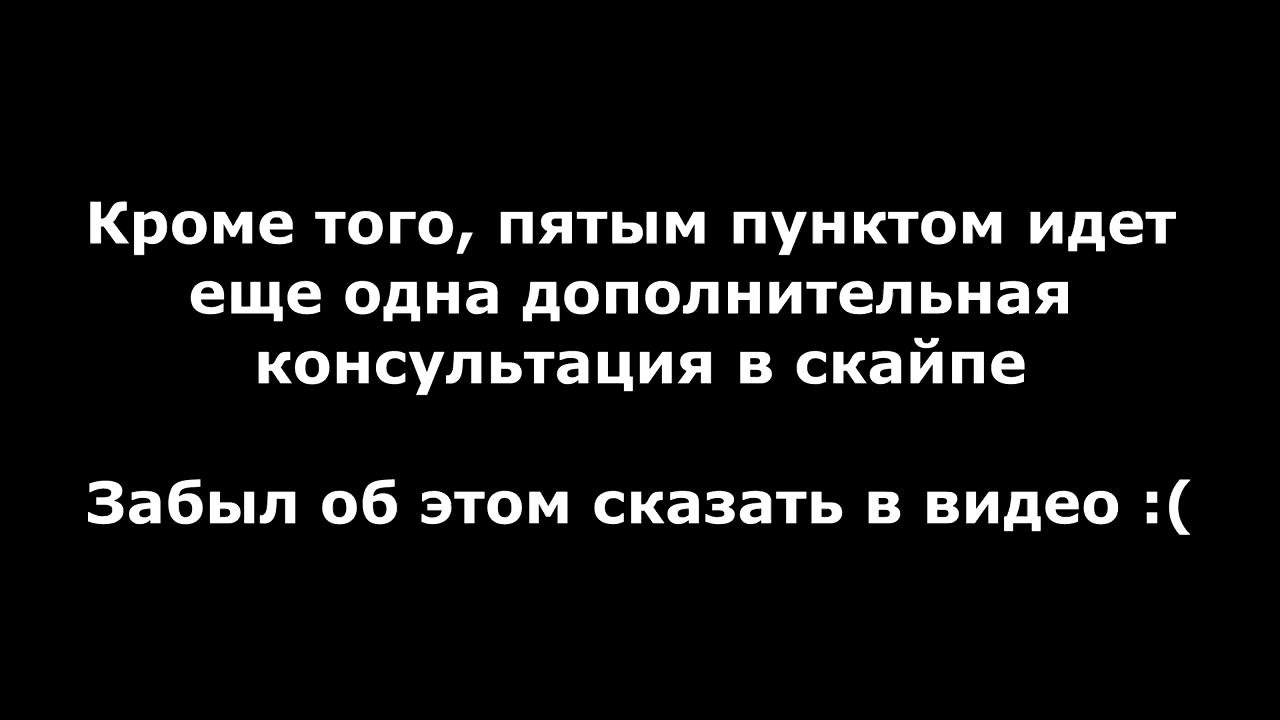 Кроме того, пятым пунктом идет
еще одна дополнительная
консультация в скайпе
Забыл об этом сказать в видео :(